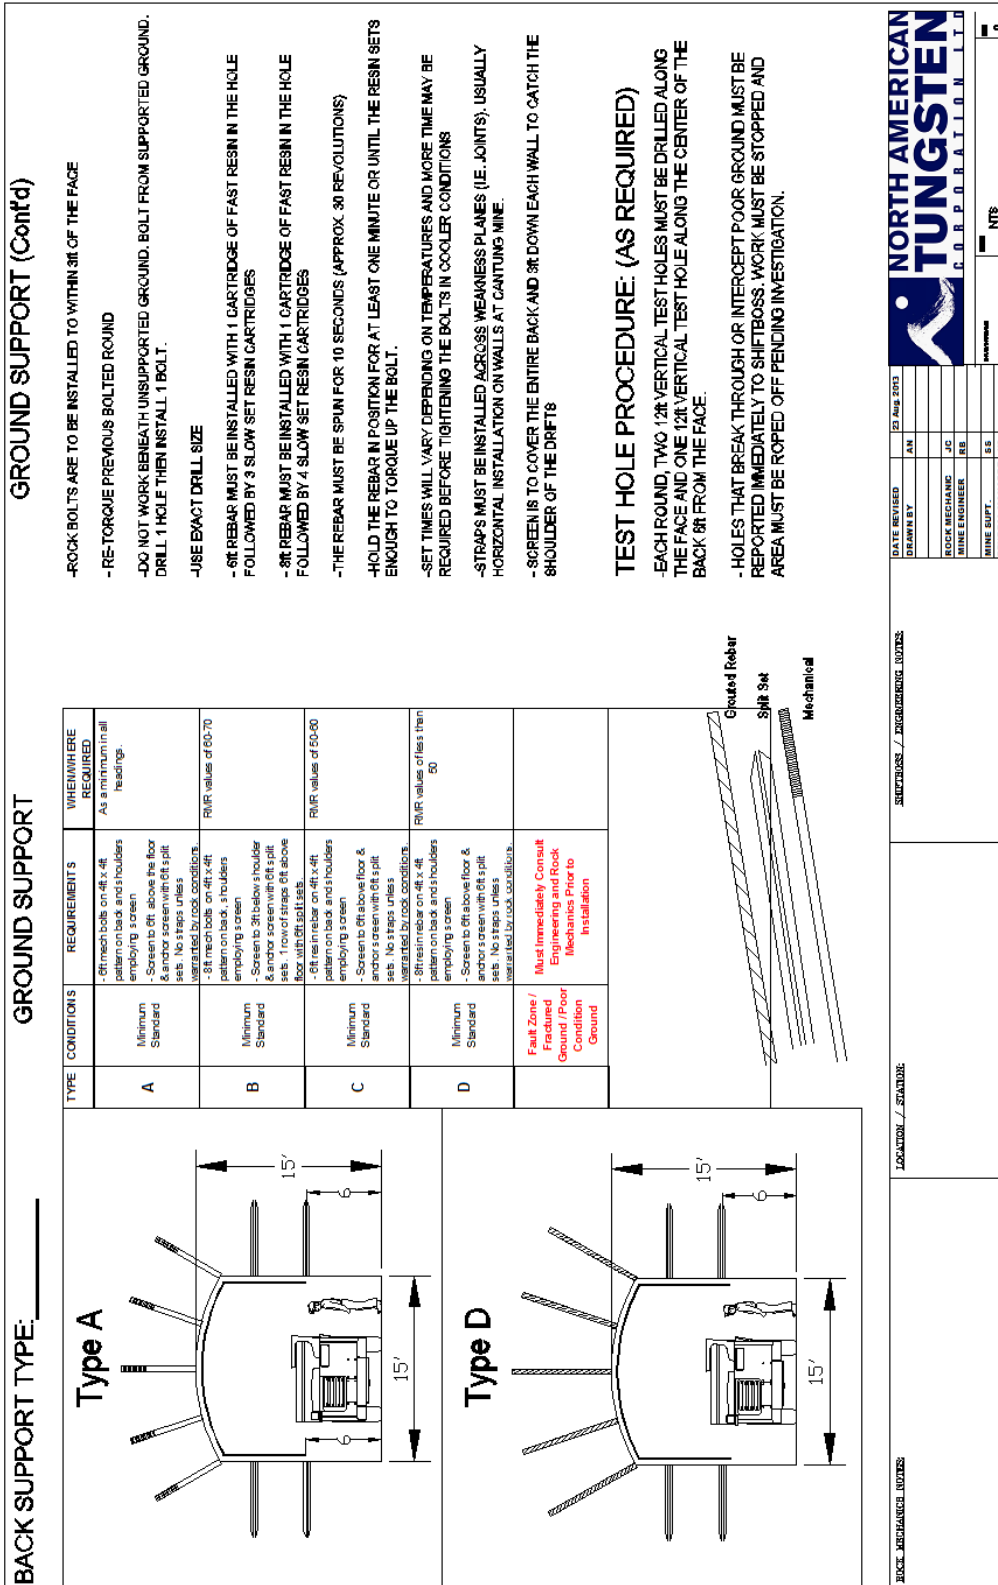 BACK SUPPORT TYPE:
GROUND SUPPORT
GROUND SUPPORT (Cont'd)
Type A
15'
6
6
15'
Type D
15'
6
15'
TYPE
CONDITIONS
REQUIREMENTS
WHEN/WHERE
REQUIRED
A
Minimum
Standard
- 6ft mech bolts on 4ft x 4ft
pattern on back and shoulders
employing screen
- Screen to 6ft above the floor
& anchor screen with 6ft split
sets. No straps unless
warranted by rock conditions
As a minimum in all
headings.
B
Minimum
Standard
- 8ft mech bolts on 4ft x 4ft
pattern on back, shoulders
employing screen
- Screen to 3ft below shoulder
& anchor screen with 6ft split
sets. 1 row of straps 6ft above
floor with 6ft split sets.
RMR values of 60-70
C
Minimum
Standard
- 6ft resin rebar on 4ft x 4ft
pattern on back and shoulders
employing screen
- Screen to 6ft above floor &
anchor screen with 6ft split
sets. No straps unless
warranted by rock conditions
RMR values of 50-60
D
Minimum
Standard
- 8ft resin rebar on 4ft x 4ft
pattern on back and shoulders
employing screen
- Screen to 6ft above floor &
anchor screen with 6ft split
sets. No straps unless
warranted by rock conditions.
RMR values of less than
50
Fault Zone /
Fractured
Ground / Poor
Condition
Ground
Must Immediately Consult
Engineering and Rock
Mechanics Prior to
Installation
Grouted Rebar
Split Set
Mechanical
-ROCK BOLTS ARE TO BE INSTALLED TO WITHIN 3ft OF THE FACE
- RE-TORQUE PREVIOUS BOLTED ROUND
-DO NOT WORK BENEATH UNSUPPORTED GROUND. BOLT FROM SUPPORTED GROUND.
DRILL 1 HOLE THEN INSTALL 1 BOLT.
-USE EXACT DRILL SIZE
- 6ft REBAR MUST BE INSTALLED WITH 1 CARTRIDGE OF FAST RESIN IN THE HOLE
FOLLOWED BY 3 SLOW SET RESIN CARTRIDGES
- 8ft REBAR MUST BE INSTALLED WITH 1 CARTRIDGE OF FAST RESIN IN THE HOLE
FOLLOWED BY 4 SLOW SET RESIN CARTRIDGES
-THE REBAR MUST BE SPUN FOR 10 SECONDS (APPROX. 30 REVOLUTIONS)
-HOLD THE REBAR IN POSITION FOR AT LEAST ONE MINUTE OR UNTIL THE RESIN SETS
ENOUGH TO TORQUE UP THE BOLT.
-SET TIMES WILL VARY DEPENDING ON TEMPERATURES AND MORE TIME MAY BE
REQUIRED BEFORE TIGHTENING THE BOLTS IN COOLER CONDITIONS
-STRAPS MUST BE INSTALLED ACROSS WEAKNESS PLANES (I.E. JOINTS). USUALLY
HORIZONTAL INSTALLATION ON WALLS AT CANTUNG MINE.
- SCREEN IS TO COVER THE ENTIRE BACK AND 3ft DOWN EACH WALL TO CATCH THE
SHOULDER OF THE DRIFTS
TEST HOLE PROCEDURE: (AS REQUIRED)
-EACH ROUND, TWO 12ft VERTICAL TEST HOLES MUST BE DRILLED ALONG
THE FACE AND ONE 12ft VERTICAL TEST HOLE ALONG THE CENTER OF THE
BACK 6ft FROM THE FACE.
- HOLES THAT BREAK THROUGH OR INTERCEPT POOR GROUND MUST BE
REPORTED IMMEDIATELY TO SHIFTBOSS, WORK MUST BE STOPPED AND
AREA MUST BE ROPED OFF PENDING INVESTIGATION.
ROCK MECHANICS NOTES:
LOCATION / STATION:
SHIFTBOSS / ENGINEERING NOTES:
DATE REVISED 23 Aug. 2013
DRAWN BY AN
ROCK MECHANIC JC
MINE ENGINEER RB
MINE SUPT. SS
NORTH AMERICAN
TUNGSTEN
CORPORATION LTD
NTS